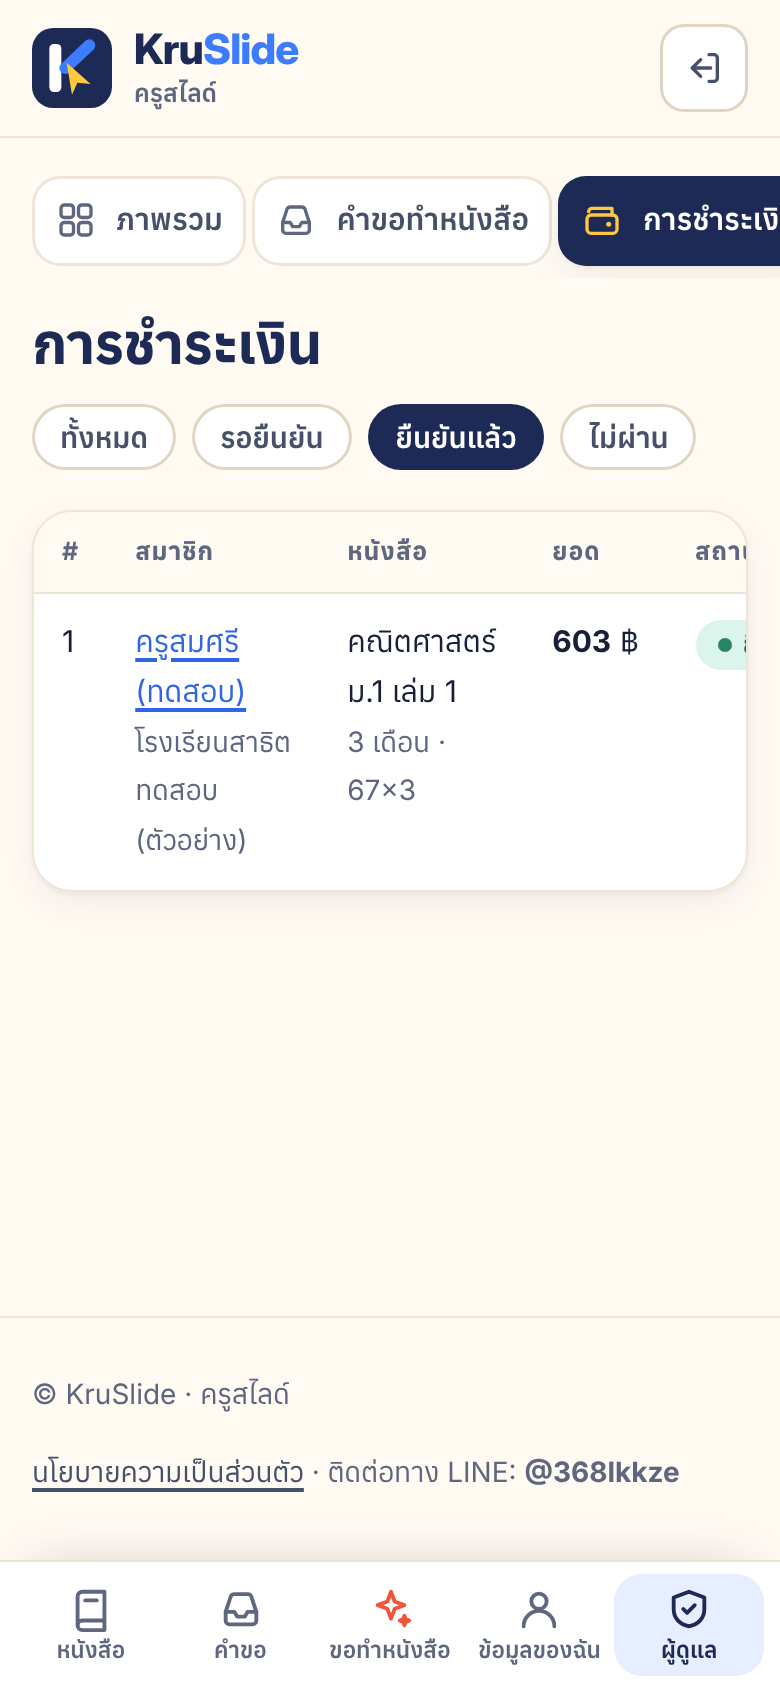 KruSlide
ครูสไลด์
ภาพรวม
คำขอทำหนังสือ
การชำระเงิน
ทั้งหมด
รอยืนยัน
ยืนยันแล้ว
ไม่ผ่าน
# สมาชิก หนังสือ ยอด
1 ครูสมศรี คณิตศาสตร์ 603 ฿
(ทดสอบ) ม.1 เล่ม 1
โรงเรียนสาธิต 3 เดือน ·
ทดสอบ 67×3
(ตัวอย่าง)
© KruSlide · ครูสไลด์
นโยบายความเป็นส่วนตัว · ติดต่อทาง LINE: @368lkkze
หนังสือ
คำขอ
ขอทำหนังสือ
ข้อมูลของฉัน
ผู้ดูแล